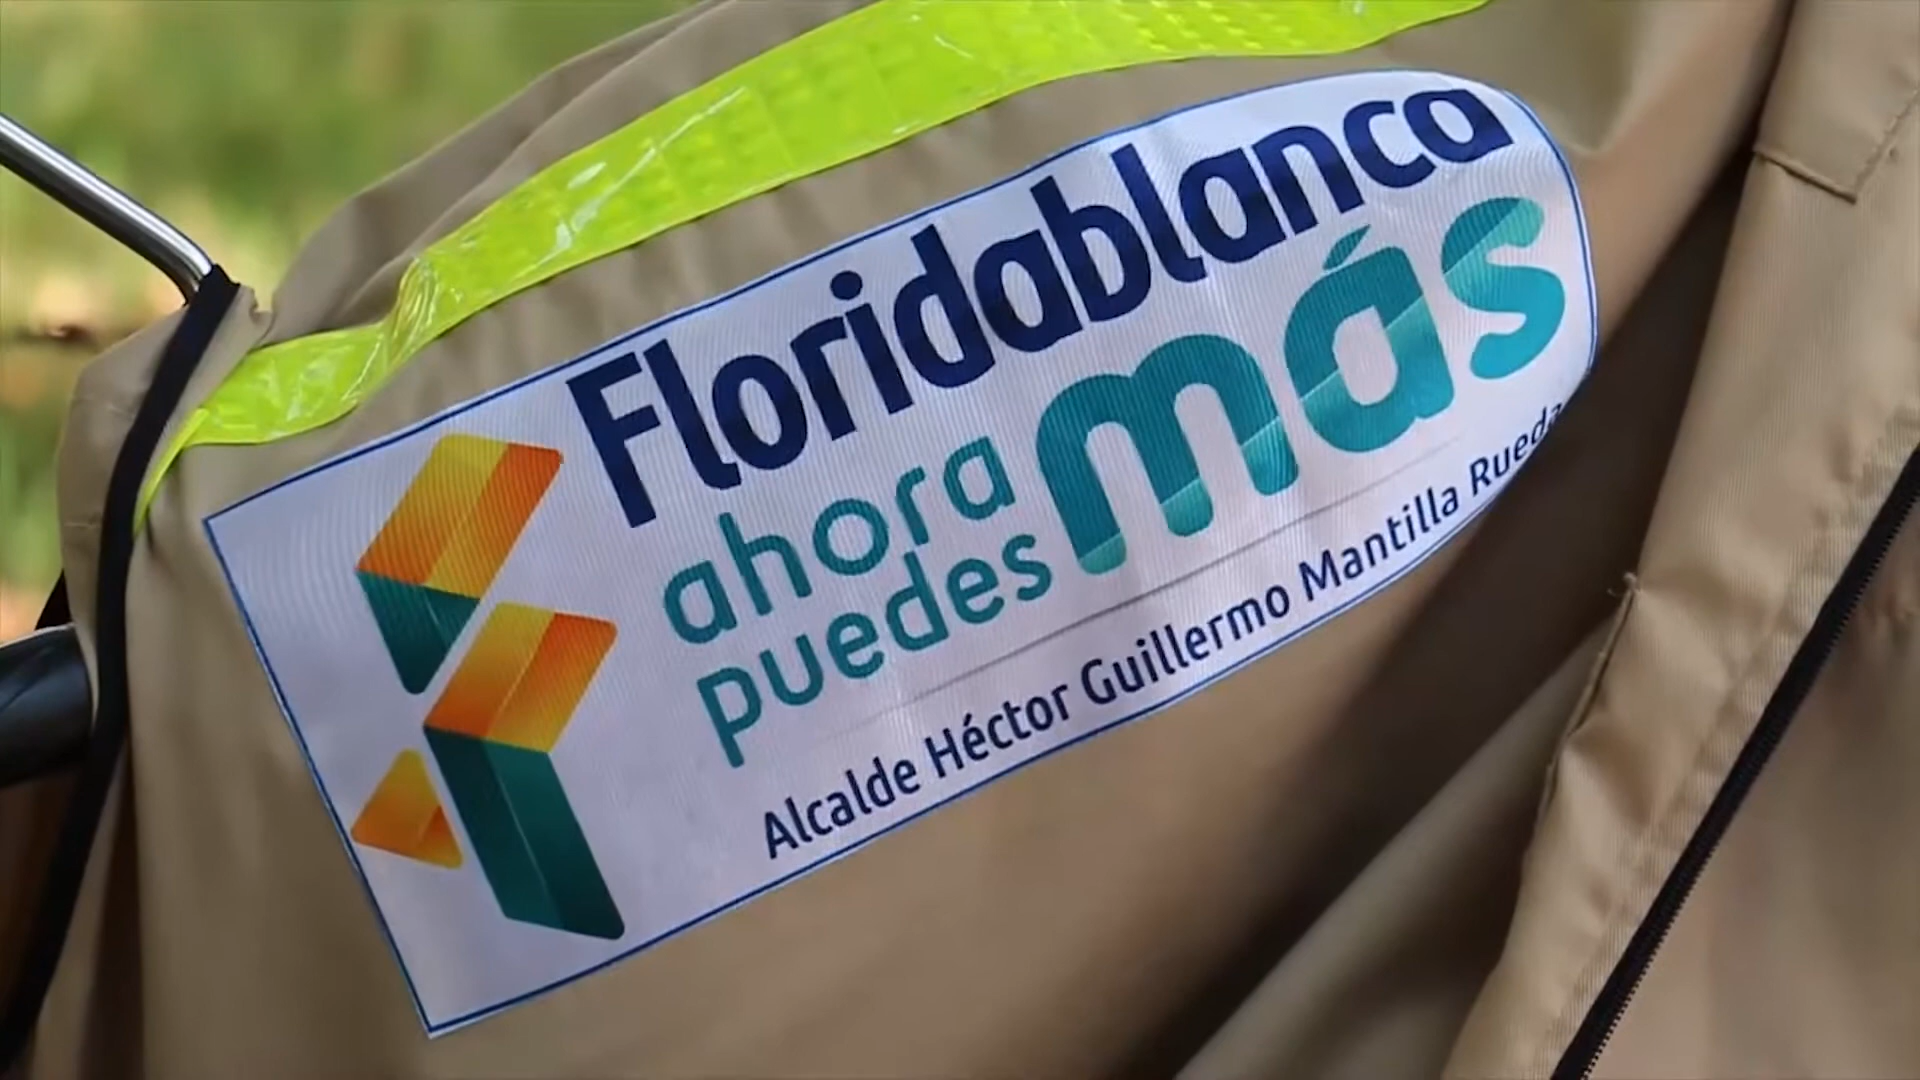 Floridablanca
ahora
puedes
más
Alcalde Héctor Guillermo Mantilla Rueda